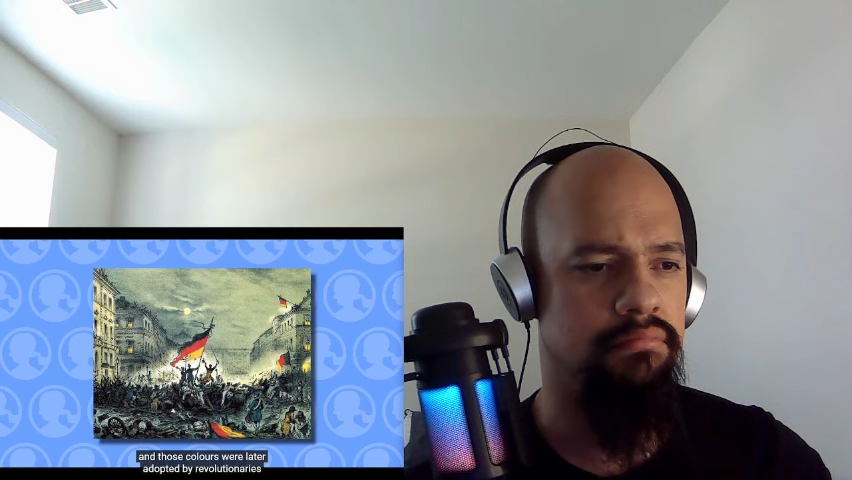 and those colours were later
adopted by revolutionaries